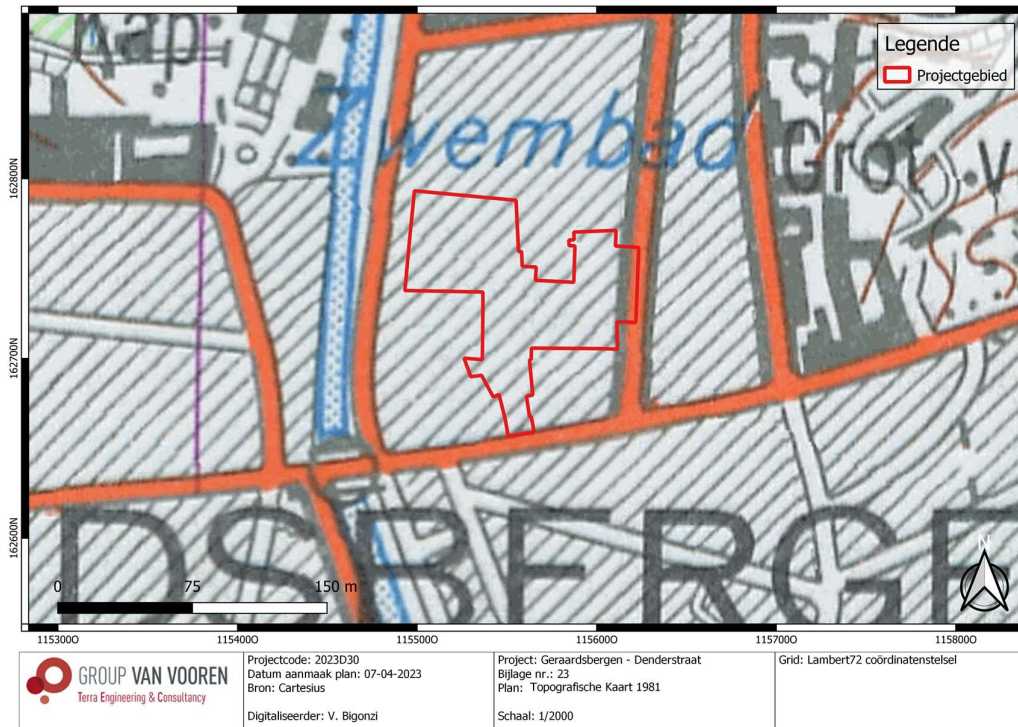 Kap
Zwembad
Grot v
DSBERGE
Legende
Projectgebied
162800N
162700N
162600N
0 75 150 m
N
1153000 1154000 1155000 1156000 1157000 1158000
GROUP VAN VOOREN
Terra Engineering & Consultancy
Projectcode: 2023D30
Datum aanmaak plan: 07-04-2023
Bron: Cartesius
Digitaliseerder: V. Bigonzi
Project: Geraardsbergen - Denderstraat
Bijlage nr.: 23
Plan: Topografische Kaart 1981
Schaal: 1/2000
Grid: Lambert72 coördinatenstelsel